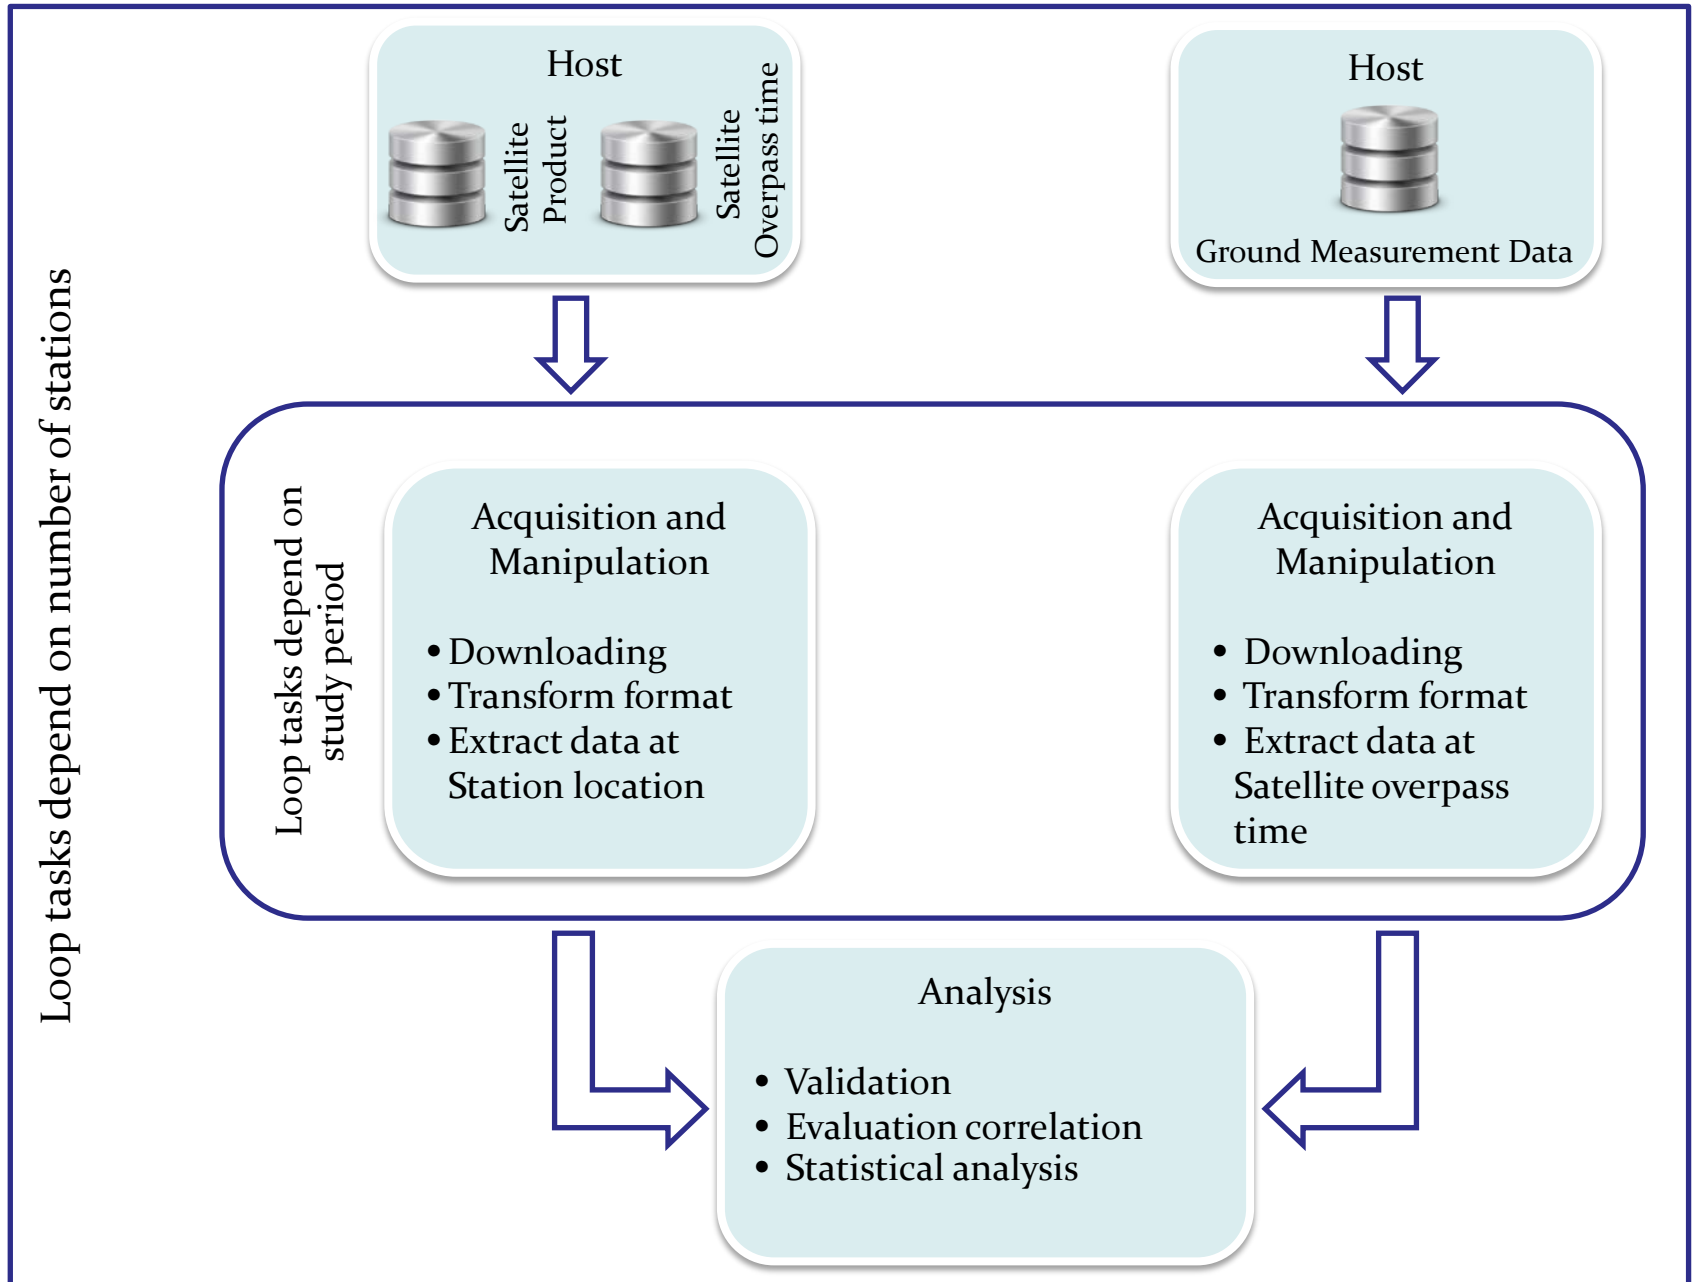 Loop tasks depend on number of stations
Host
Satellite
Product
Satellite
Overpass time
Host
Ground Measurement Data
Loop tasks depend on
study period
Acquisition and
Manipulation
• Downloading
• Transform format
• Extract data at
Station location
Acquisition and
Manipulation
• Downloading
• Transform format
• Extract data at
Satellite overpass
time
Analysis
• Validation
• Evaluation correlation
• Statistical analysis